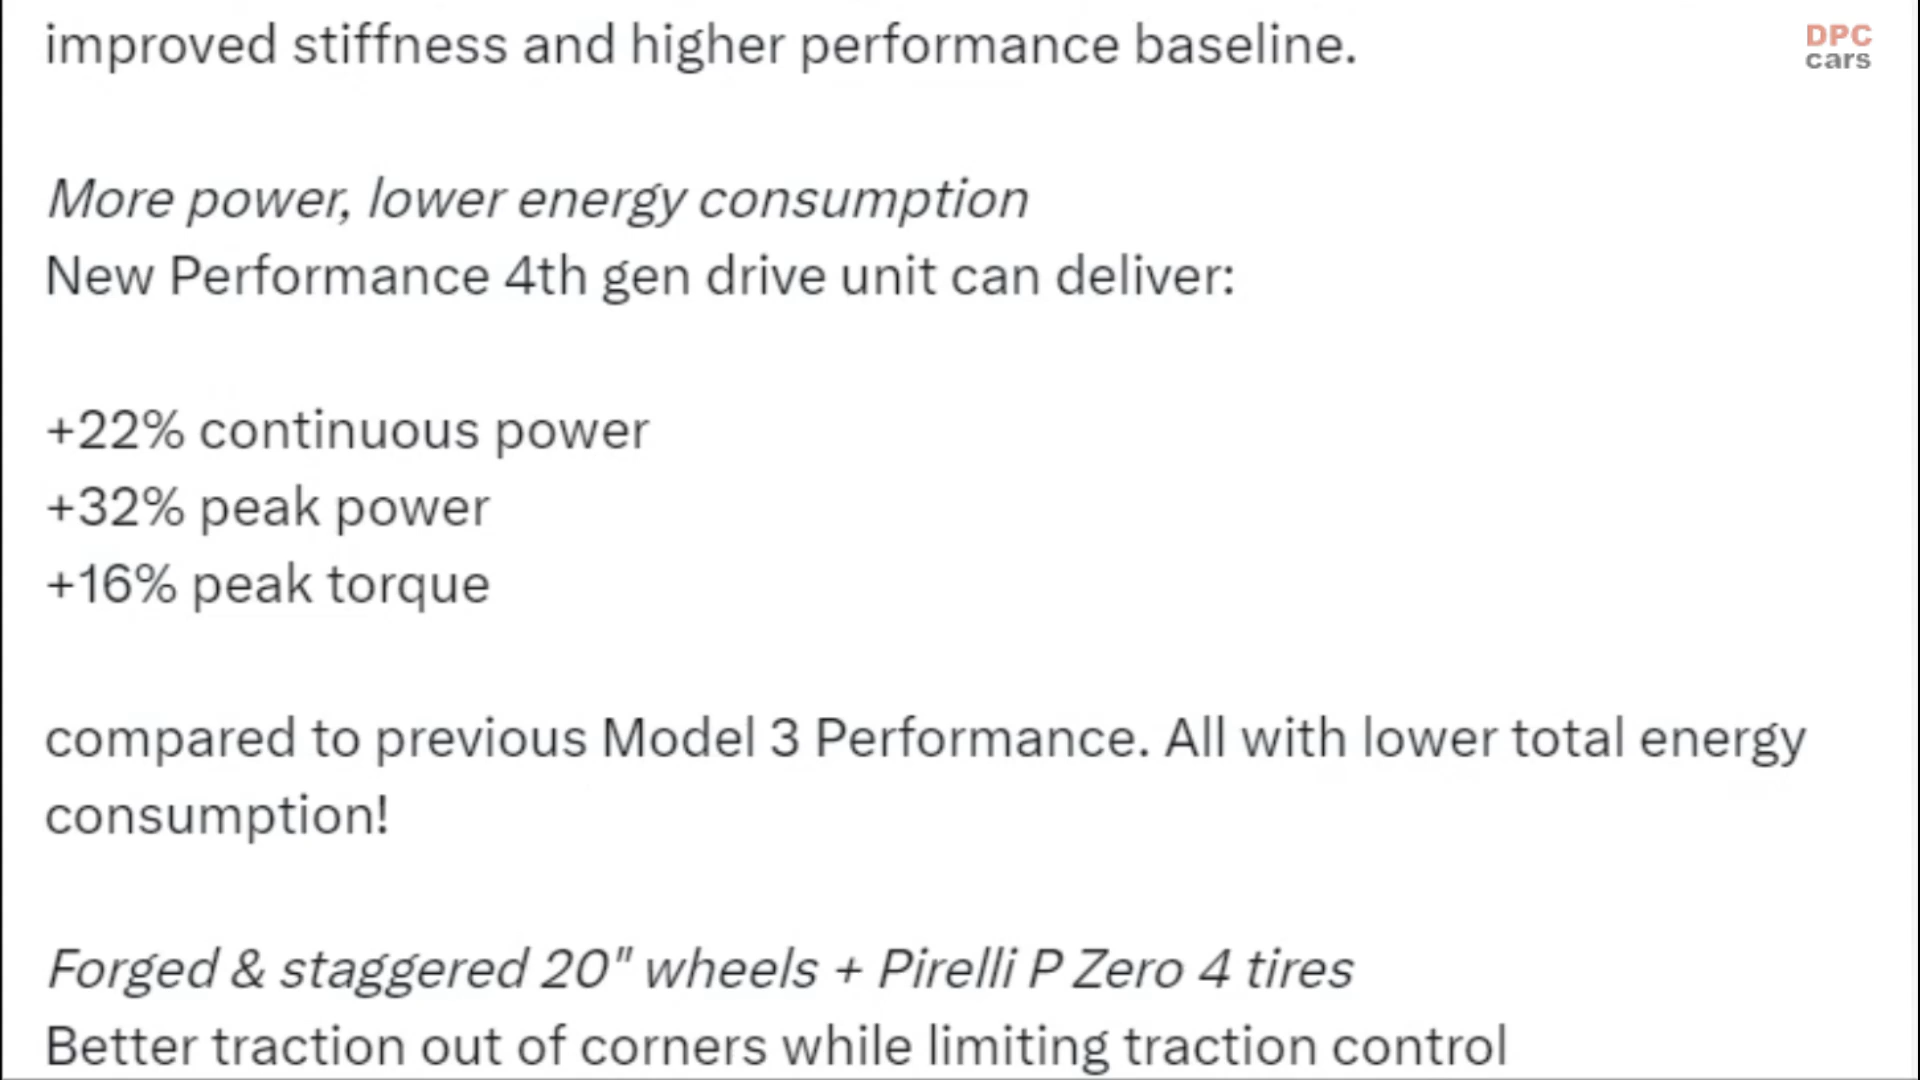 improved stiffness and higher performance baseline.
DPC
cars
More power, lower energy consumption
New Performance 4th gen drive unit can deliver:
+22% continuous power
+32% peak power
+16% peak torque
compared to previous Model 3 Performance. All with lower total energy
consumption!
Forged & staggered 20" wheels + Pirelli P Zero 4 tires
Better traction out of corners while limiting traction control